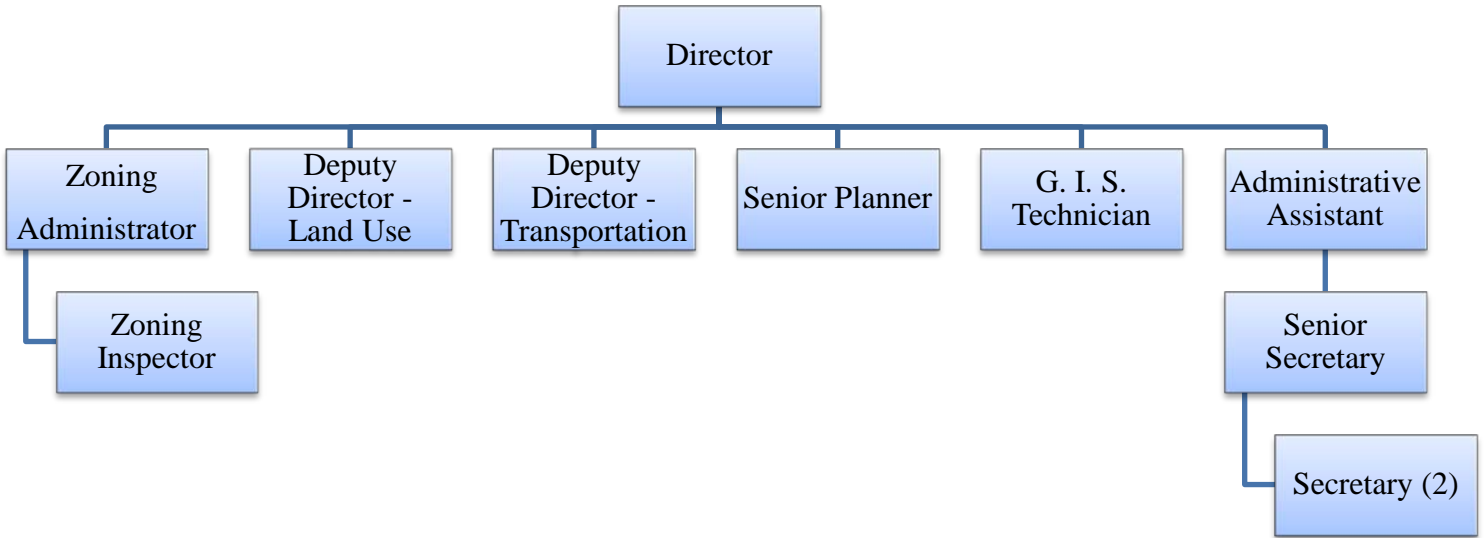 Director
Zoning
Administrator
Deputy
Director -
Land Use
Deputy
Director -
Transportation
Senior Planner
G. I. S.
Technician
Administrative
Assistant
Zoning
Inspector
Senior
Secretary
Secretary (2)